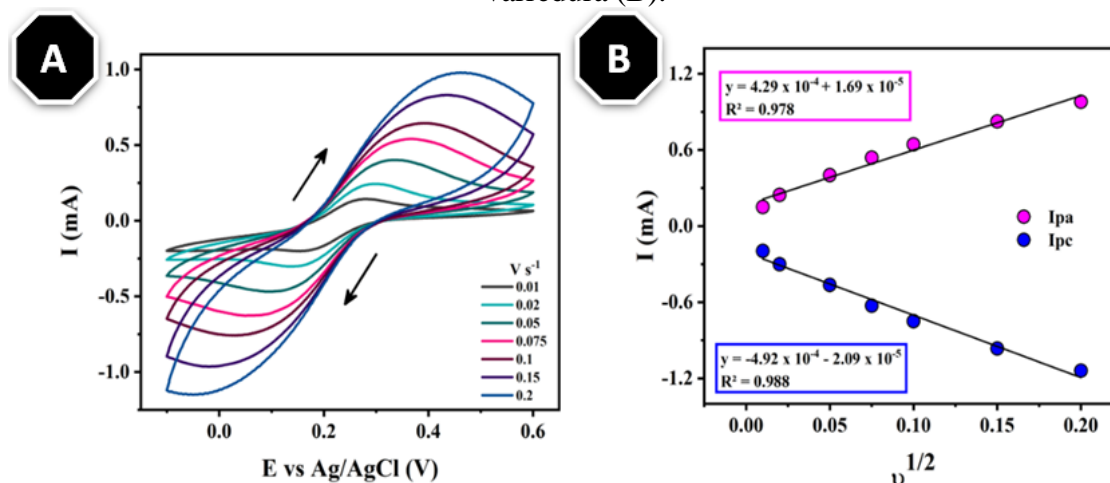 varredura (B).
A
I (mA)
1.0
0.5
0.0
-0.5
-1.0
V s⁻¹
0.01
0.02
0.05
0.075
0.1
0.15
0.2
0.0
0.2
0.4
0.6
E vs Ag/AgCl (V)
B
I (mA)
1.2
0.6
0.0
-0.6
-1.2
y = 4.29 x 10⁻⁴ + 1.69 x 10⁻⁵
R² = 0.978
Ipa
Ipc
y = -4.92 x 10⁻⁴ - 2.09 x 10⁻⁵
R² = 0.988
0.00
0.05
0.10
0.15
0.20
υ^1/2